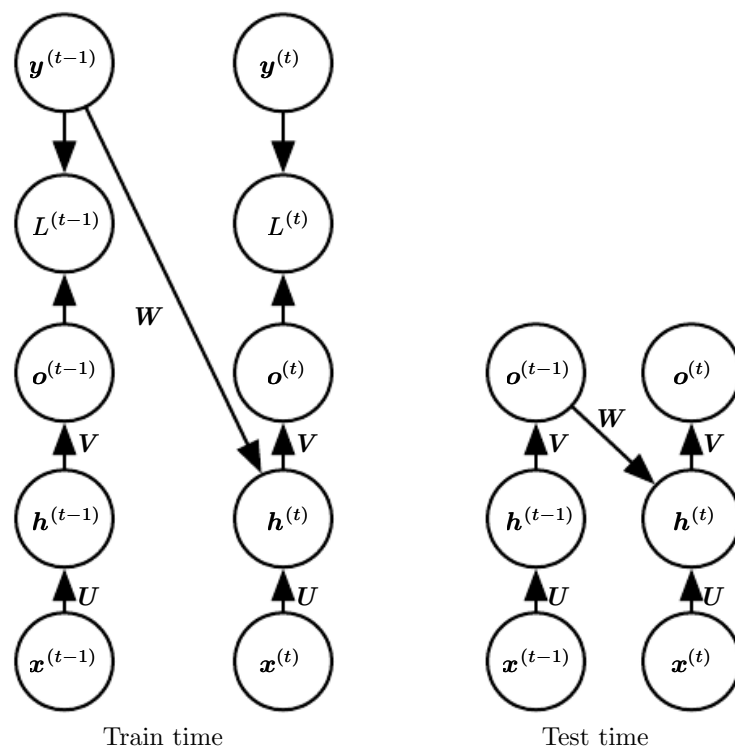 y^(t−1) y^(t)
L^(t−1) L^(t)
W
o^(t−1) o^(t) o^(t−1) o^(t)
W
V V V V
h^(t−1) h^(t) h^(t−1) h^(t)
U U U U
x^(t−1) x^(t) x^(t−1) x^(t)
Train time Test time